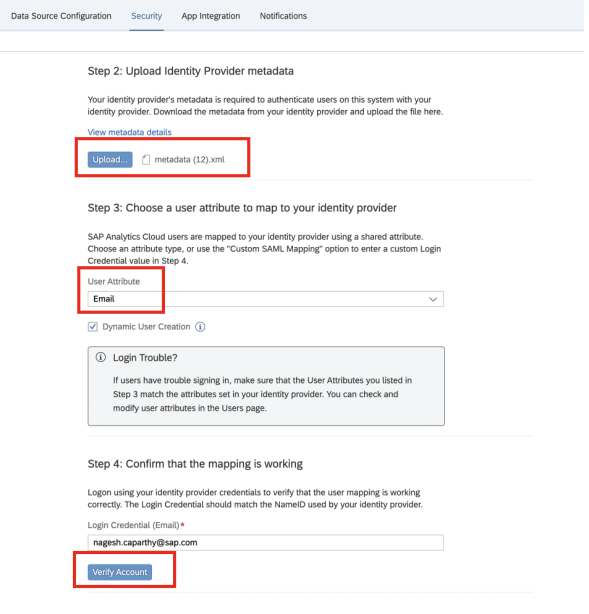 Data Source Configuration Security App Integration Notifications
Step 2: Upload Identity Provider metadata
Your identity provider's metadata is required to authenticate users on this system with your
identity provider. Download the metadata from your identity provider and upload the file here.
View metadata details
Upload... metadata (12).xml
Step 3: Choose a user attribute to map to your identity provider
SAP Analytics Cloud users are mapped to your identity provider using a shared attribute.
Choose an attribute type, or use the "Custom SAML Mapping" option to enter a custom Login
Credential value in Step 4.
User Attribute
Email
Dynamic User Creation
Login Trouble?
If users have trouble signing in, make sure that the User Attributes you listed in
Step 3 match the attributes set in your identity provider. You can check and
modify user attributes in the Users page.
Step 4: Confirm that the mapping is working
Logon using your identity provider credentials to verify that the user mapping is working
correctly. The Login Credential should match the NameID used by your identity provider.
Login Credential (Email)*
nagesh.caparthy@sap.com
Verify Account